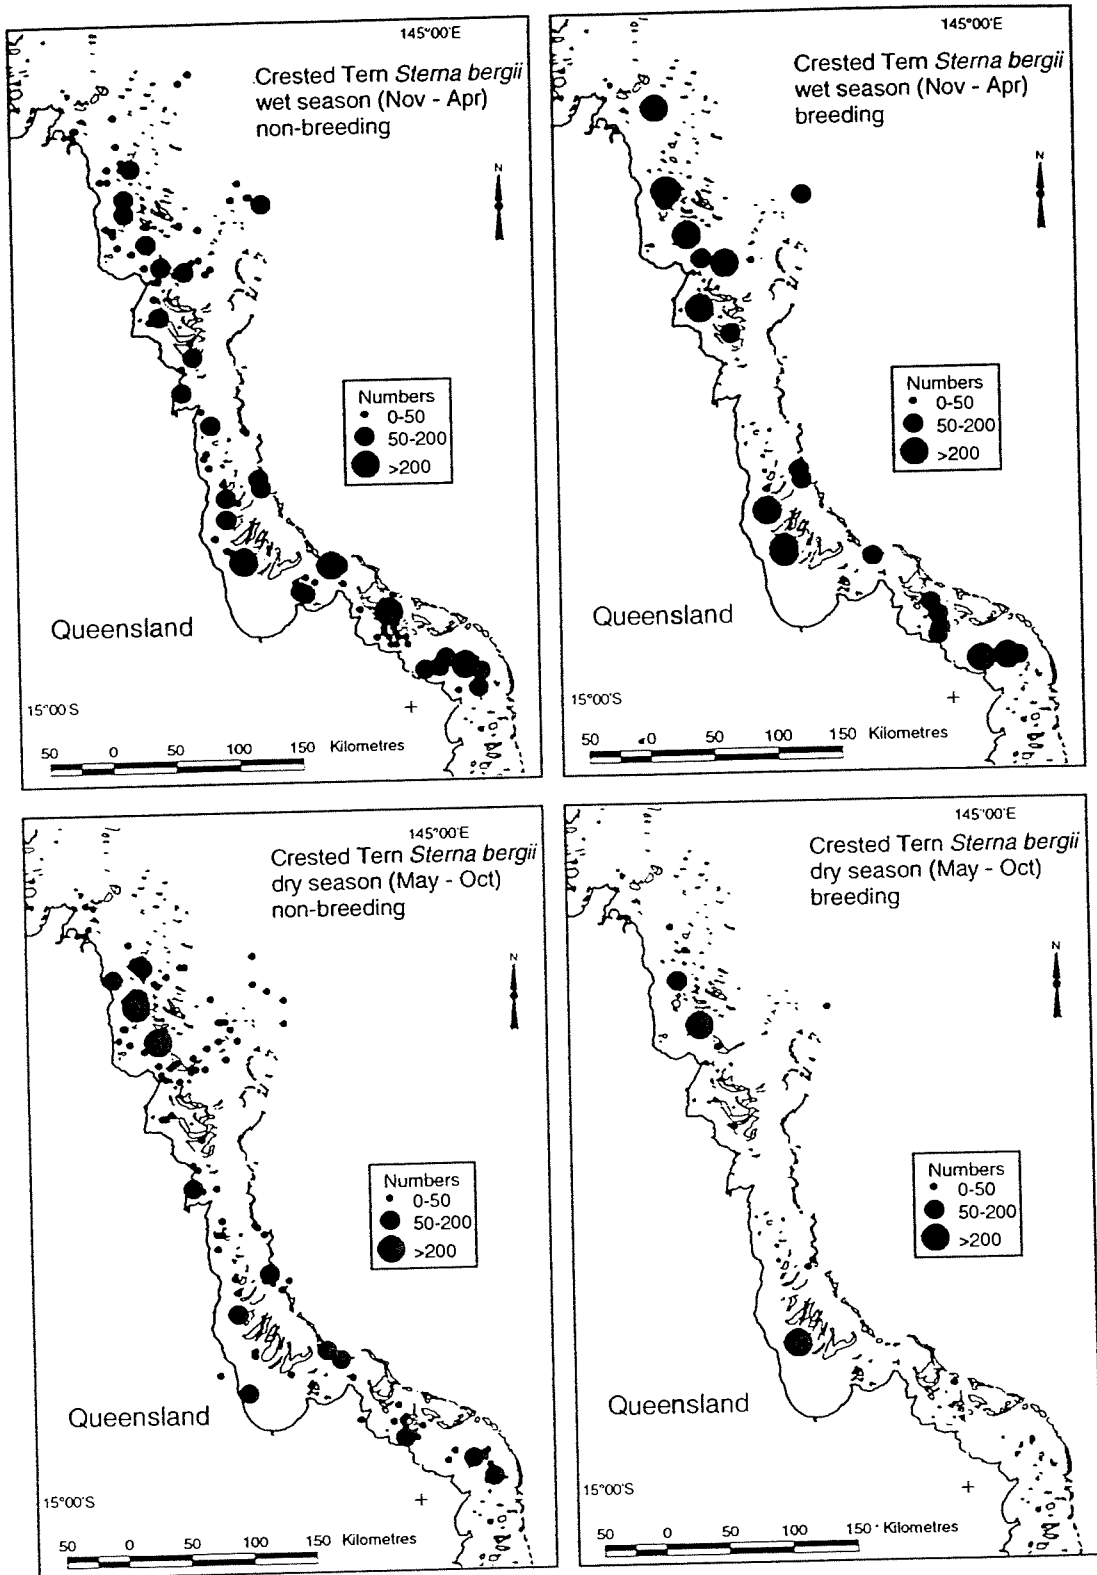 145°00'E
Crested Tern Sterna bergii
wet season (Nov - Apr)
non-breeding
N
Numbers
0-50
50-200
>200
Queensland
15°00'S
50 0 50 100 150 Kilometres
145°00'E
Crested Tern Sterna bergii
wet season (Nov - Apr)
breeding
N
Numbers
0-50
50-200
>200
Queensland
15°00'S
50 0 50 100 150 Kilometres
145°00'E
Crested Tern Sterna bergii
dry season (May - Oct)
non-breeding
N
Numbers
0-50
50-200
>200
Queensland
15°00'S
50 0 50 100 150 Kilometres
145°00'E
Crested Tern Sterna bergii
dry season (May - Oct)
breeding
N
Numbers
0-50
50-200
>200
Queensland
15°00'S
50 0 50 100 150 Kilometres